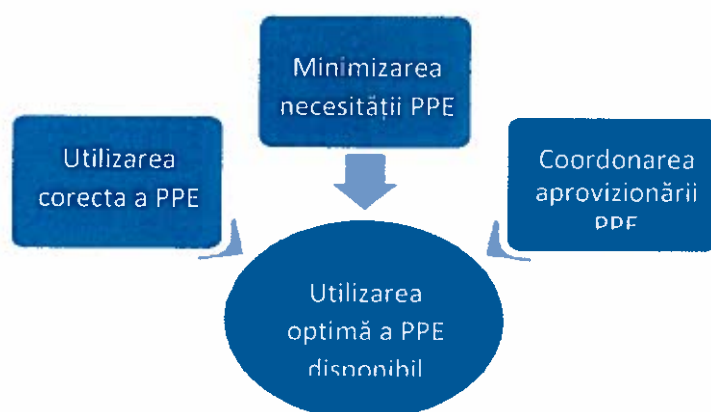 Minimizarea
necesității PPE
Utilizarea
corecta a PPE
Coordonarea
aprovizionării
PPE
Utilizarea
optimă a PPE
disponibil